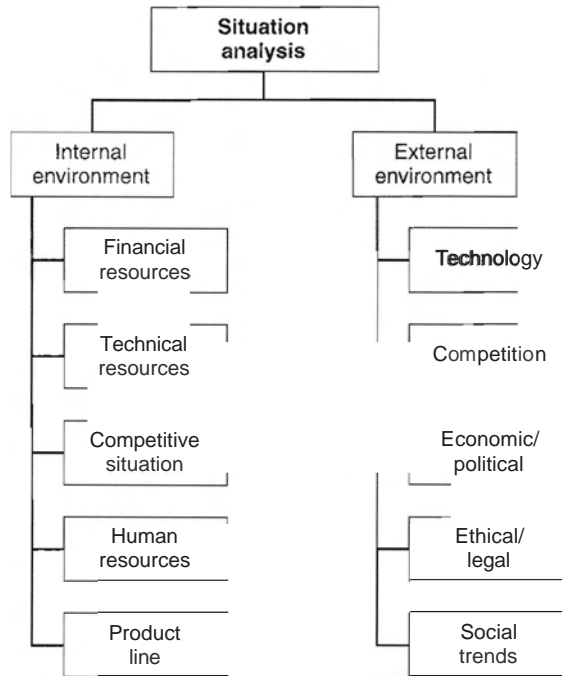 Situation
analysis
Internal
environment
External
environment
Financial
resources
Technology
Technical
resources
Competition
Competitive
situation
Economic/
political
Human
resources
Ethical/
legal
Product
line
Social
trends